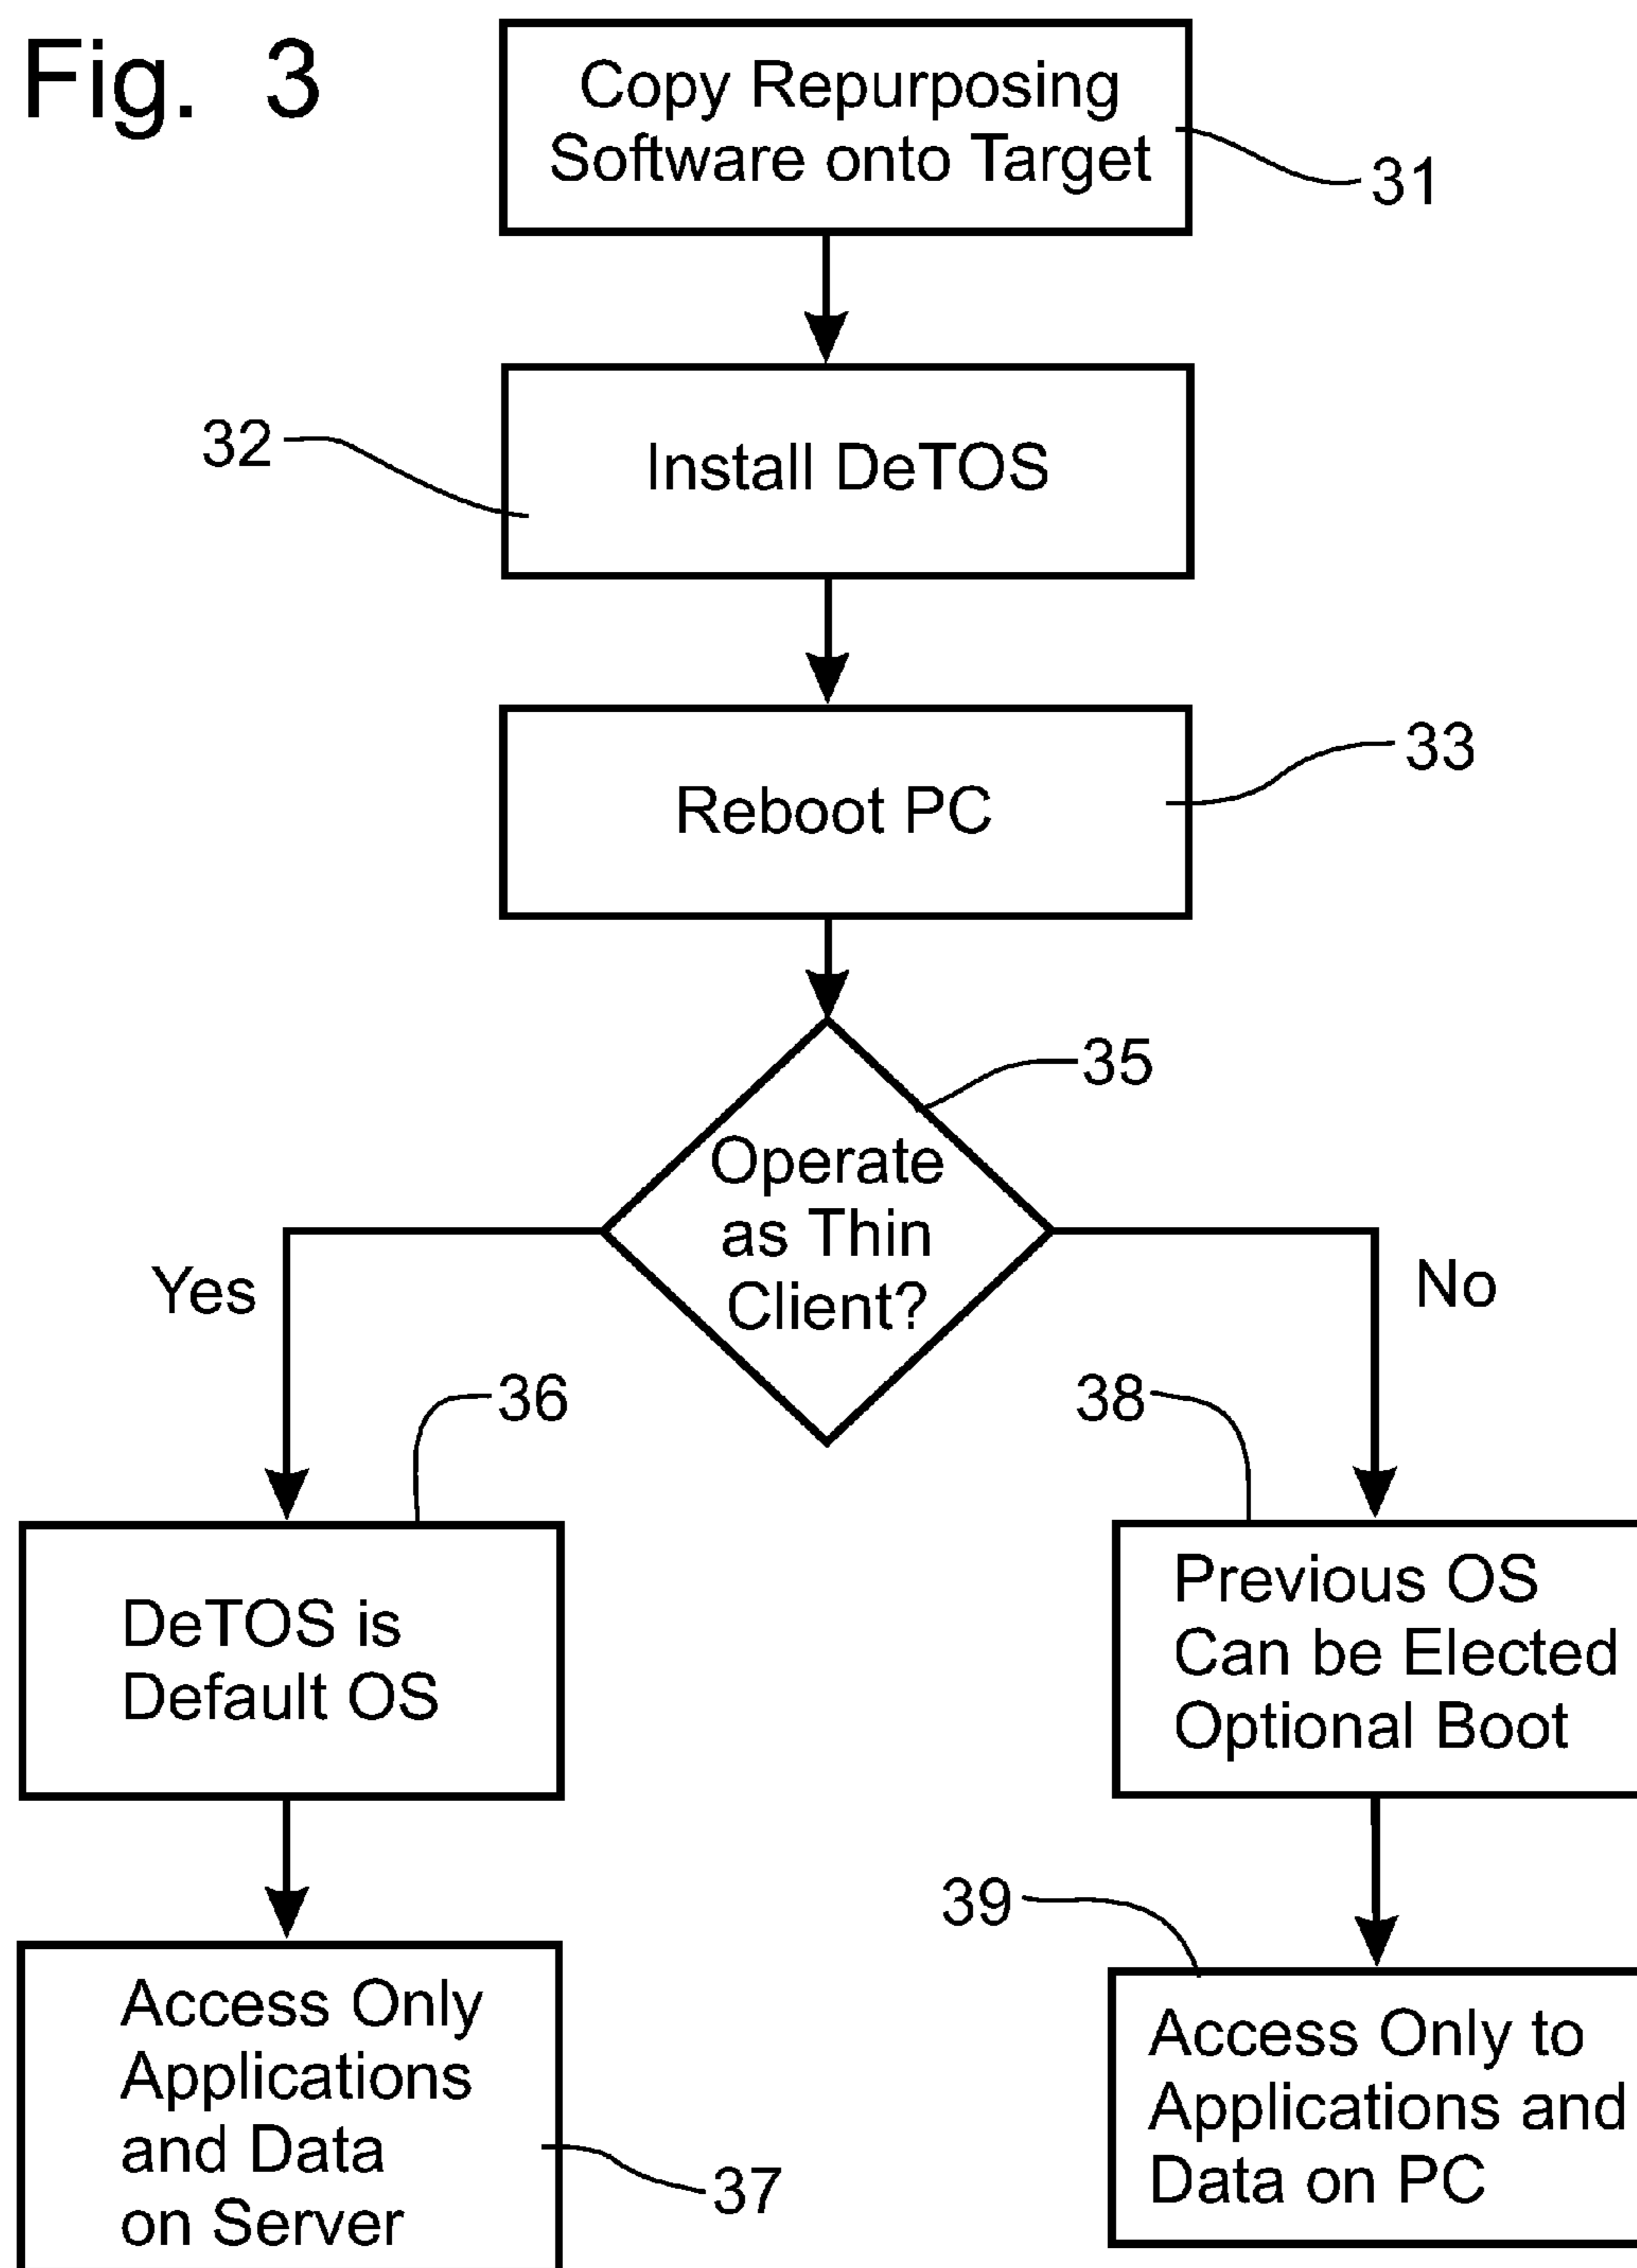 Fig. 3
Copy Repurposing
Software onto Target
31
32
Install DeTOS
33
Reboot PC
35
Operate
as Thin
Client?
Yes
No
36
38
DeTOS is
Default OS
Previous OS
Can be Elected
Optional Boot
39
Access Only
Applications
and Data
on Server
37
Access Only to
Applications and
Data on PC